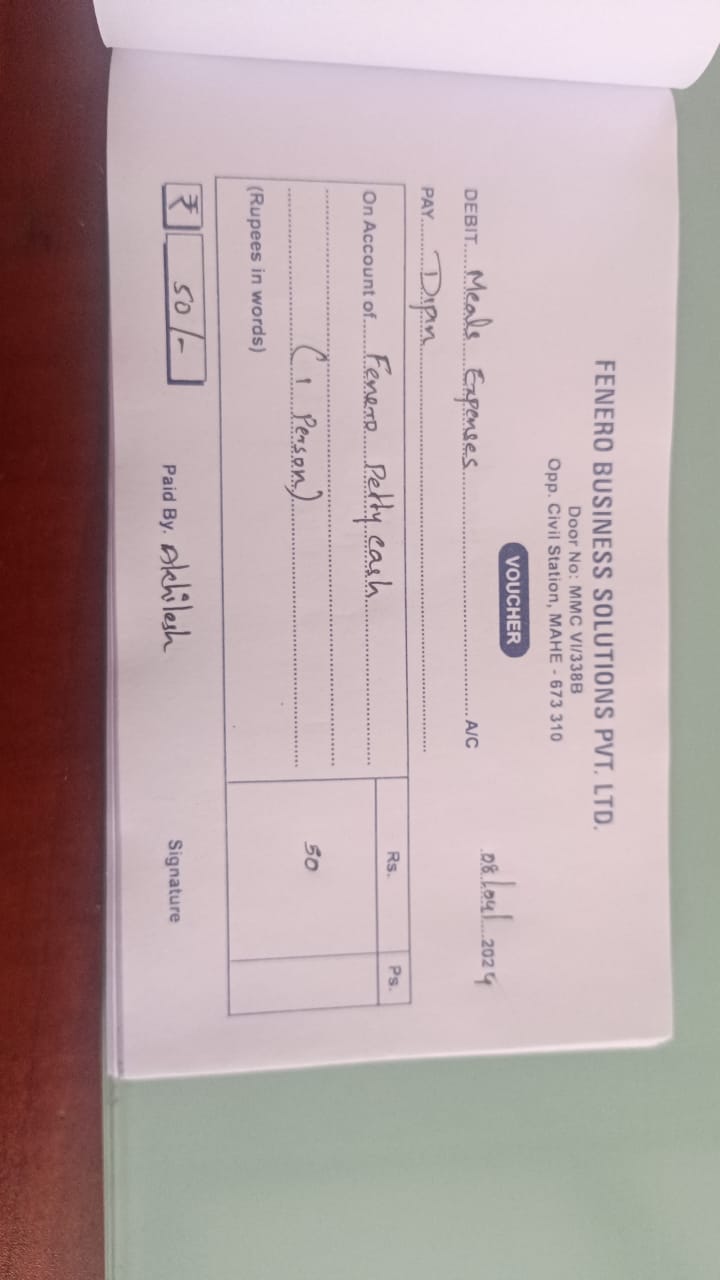 FENERO BUSINESS SOLUTIONS PVT. LTD.
Door No: MMC VI/338B
Opp. Civil Station, MAHE - 673 310
VOUCHER
08/04/2024
DEBIT Meals Expenses A/C
PAY Dipin
Rs. Ps.
On Account of Fenero Petty cash
(1 Person) 50
(Rupees in words)
₹ 50/- Paid By. Akhilesh Signature